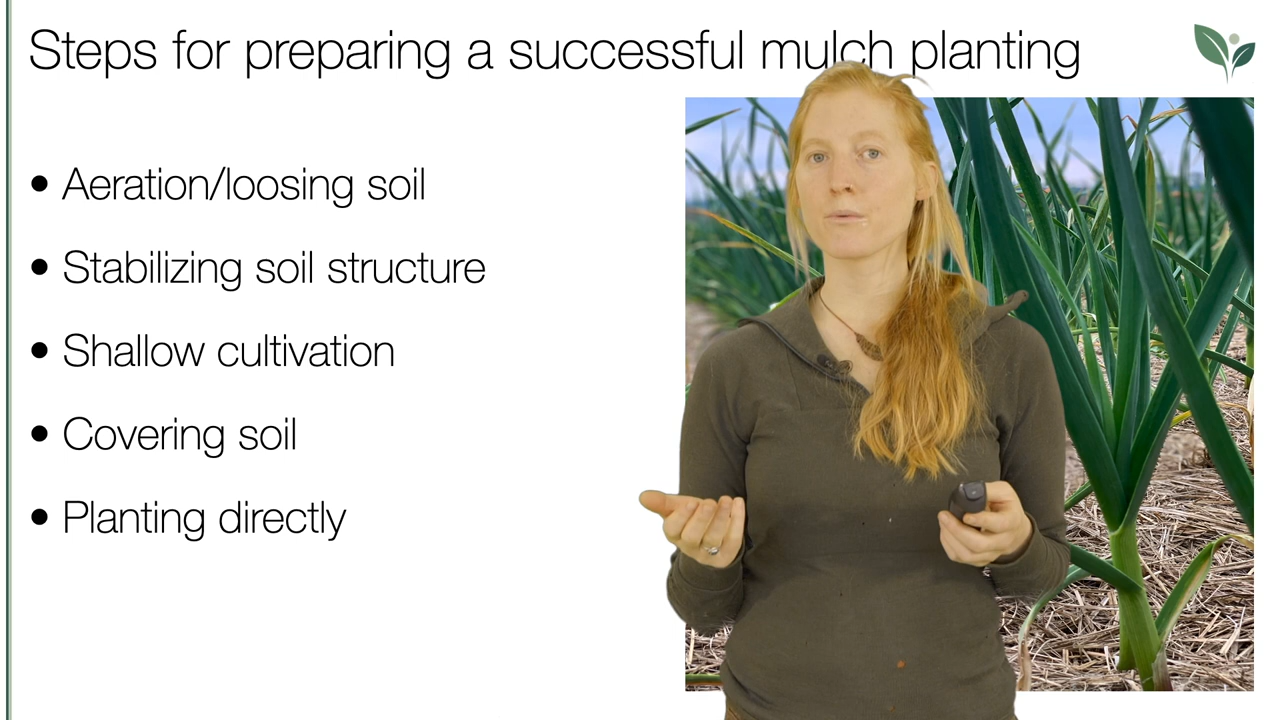 Steps for preparing a successful mulch planting
• Aeration/loosing soil
• Stabilizing soil structure
• Shallow cultivation
• Covering soil
• Planting directly